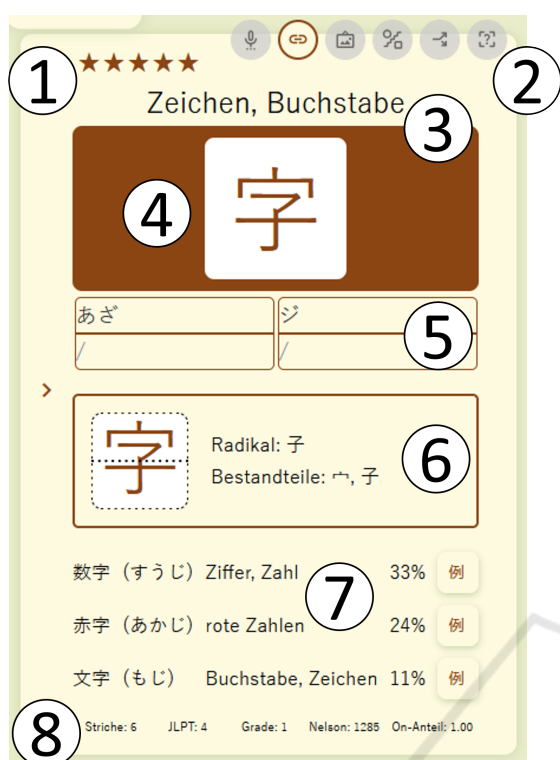 ①
★★★★★
②
Zeichen, Buchstabe
③
④
字
あざ ジ
/ /
⑤
字
Radikal: 子
Bestandteile: 宀, 子
⑥
数字（すうじ） Ziffer, Zahl 33% 例
⑦
赤字（あかじ） rote Zahlen 24% 例
文字（もじ） Buchstabe, Zeichen 11% 例
⑧
Striche: 6 JLPT: 4 Grade: 1 Nelson: 1285 On-Anteil: 1.00